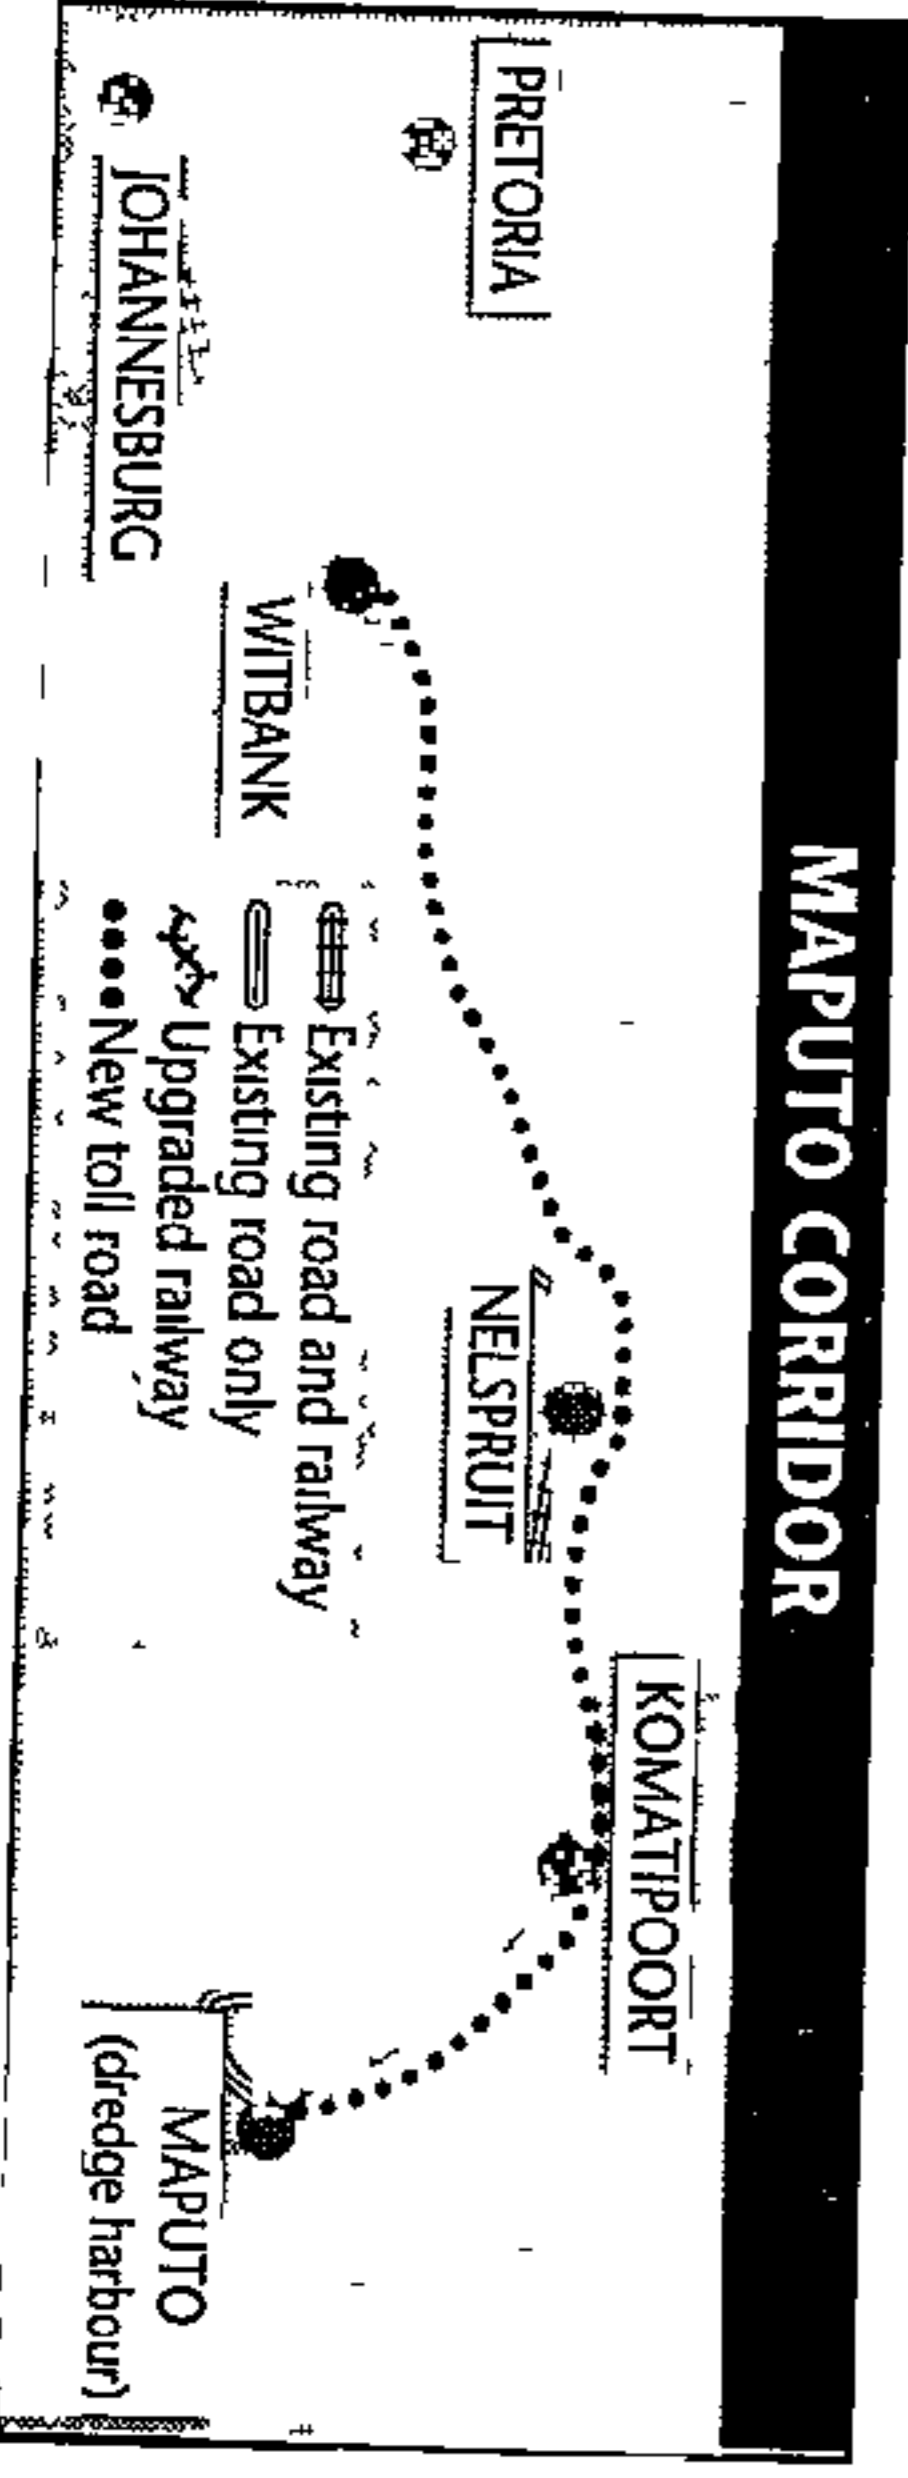 MAPUTO CORRIDOR
PRETORIA
JOHANNESBURG
WITBANK
NELSPRUIT
KOMATIPOORT
MAPUTO
(dredge harbour)
Existing road and railway
Existing road only
Upgraded railway
New toll road